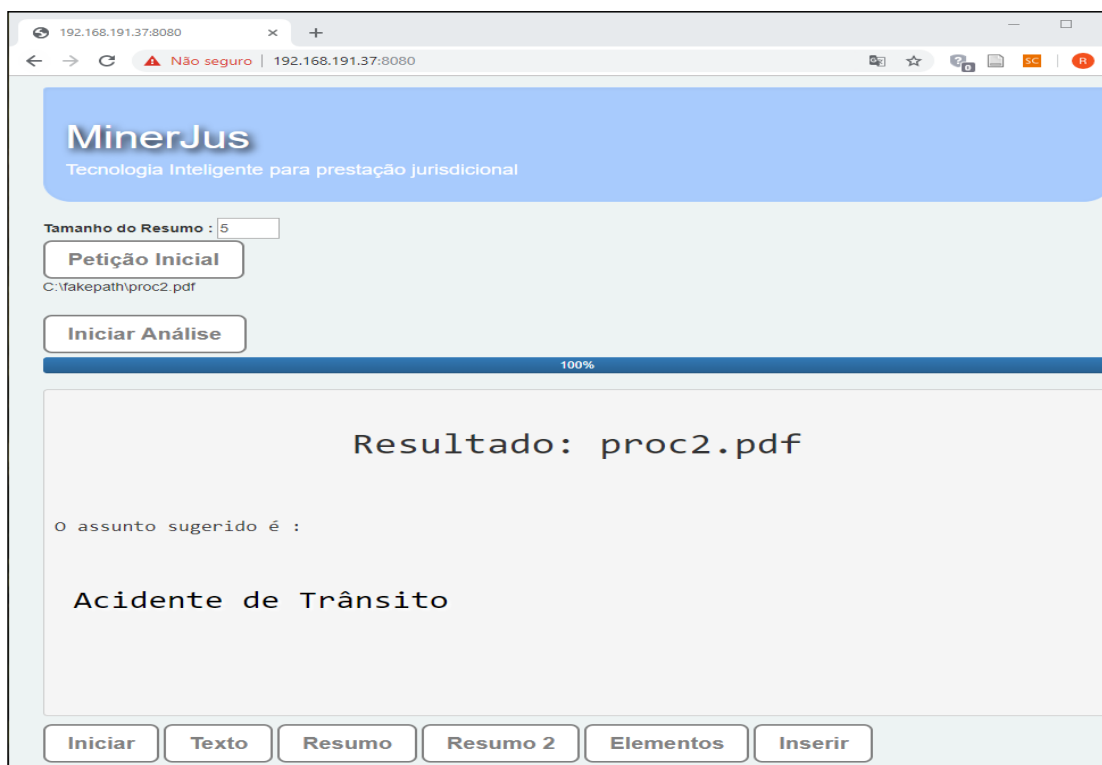 192.168.191.37:8080
Não seguro | 192.168.191.37:8080
0
SC
R
MinerJus
Tecnologia Inteligente para prestação jurisdicional
Tamanho do Resumo : 5
Petição Inicial
C:\fakepath\proc2.pdf
Iniciar Análise
100%
Resultado: proc2.pdf
O assunto sugerido é :
Acidente de Trânsito
Iniciar Texto Resumo Resumo 2 Elementos Inserir